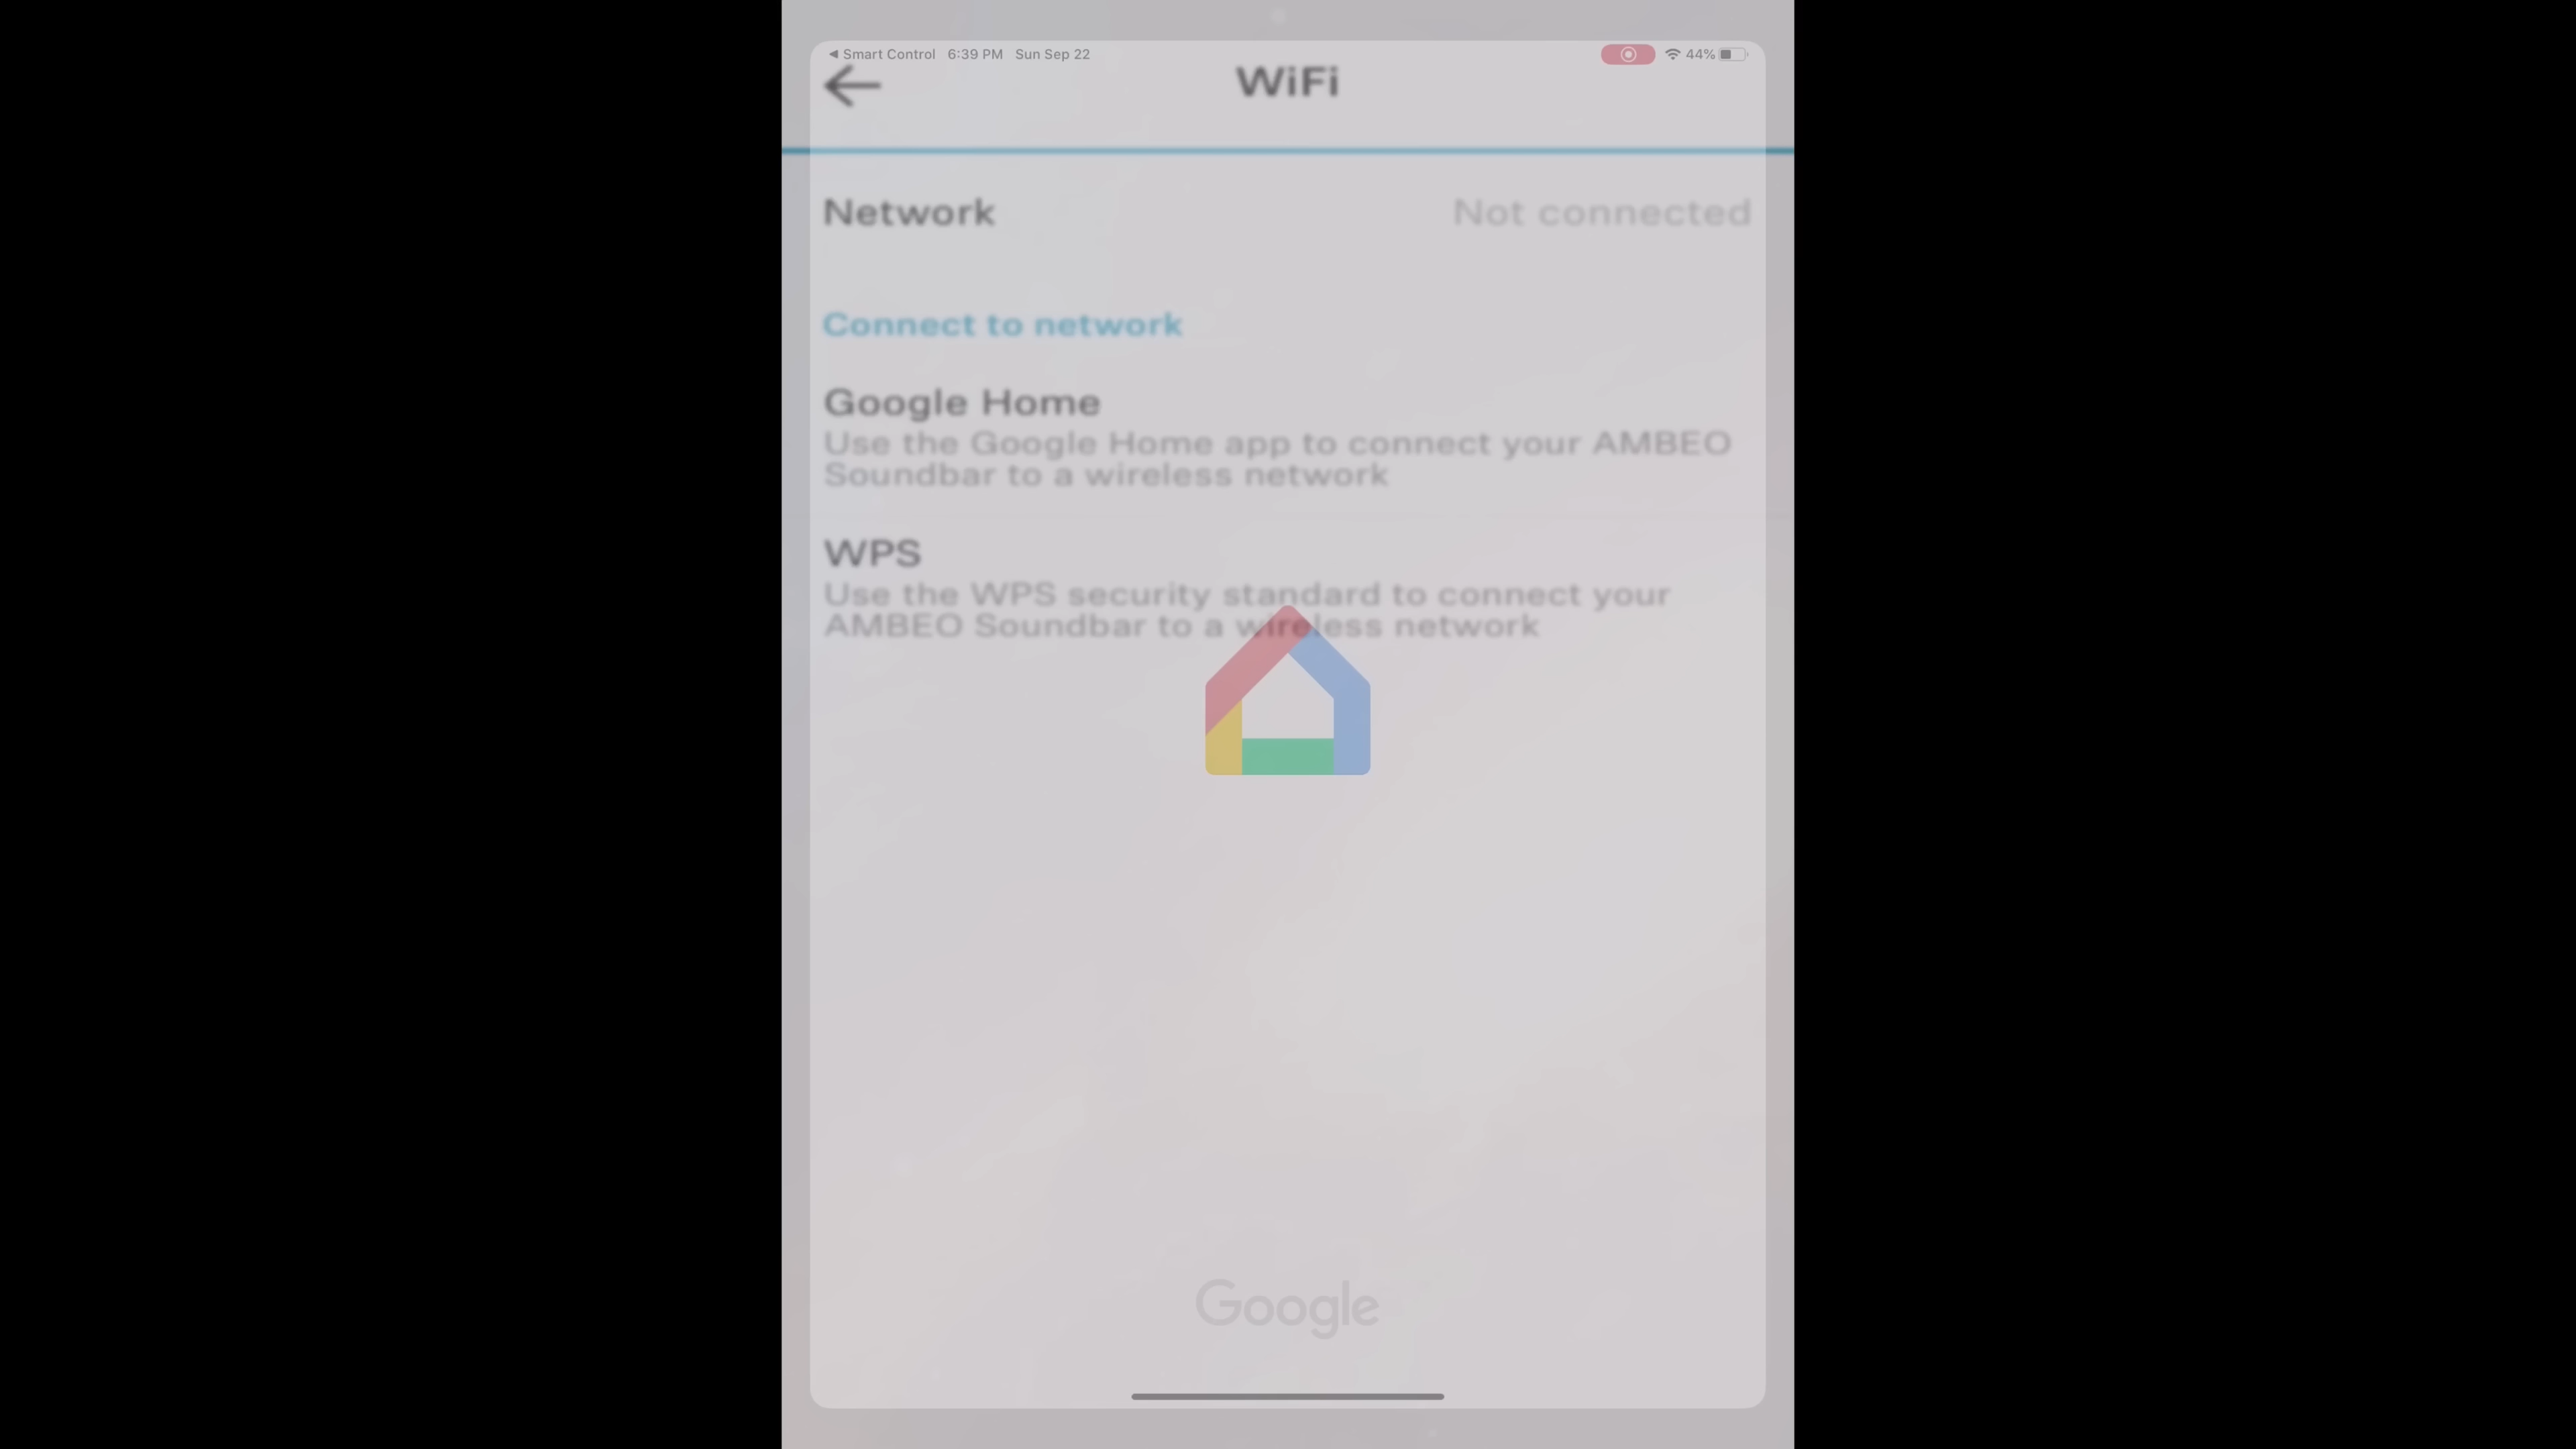 ◄ Smart Control 6:39 PM Sun Sep 22 44%
WiFi
Network Not connected
Connect to network
Google Home
Use the Google Home app to connect your AMBEO
Soundbar to a wireless network
WPS
Use the WPS security standard to connect your
AMBEO Soundbar to a wireless network
Google